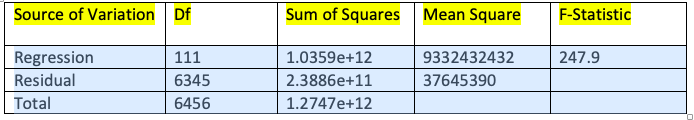 Source of Variation Df Sum of Squares Mean Square F-Statistic
Regression 111 1.0359e+12 9332432432 247.9
Residual 6345 2.3886e+11 37645390
Total 6456 1.2747e+12